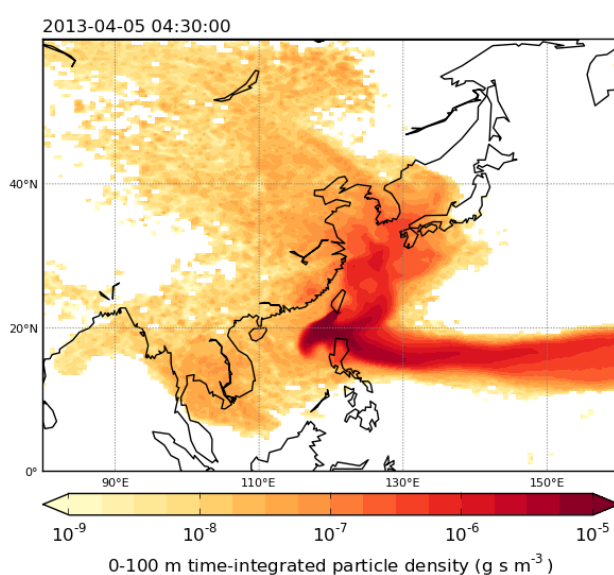 2013-04-05 04:30:00
40°N
20°N
0°
90°E 110°E 130°E 150°E
10⁻⁹ 10⁻⁸ 10⁻⁷ 10⁻⁶ 10⁻⁵
0-100 m time-integrated particle density (g s m⁻³)